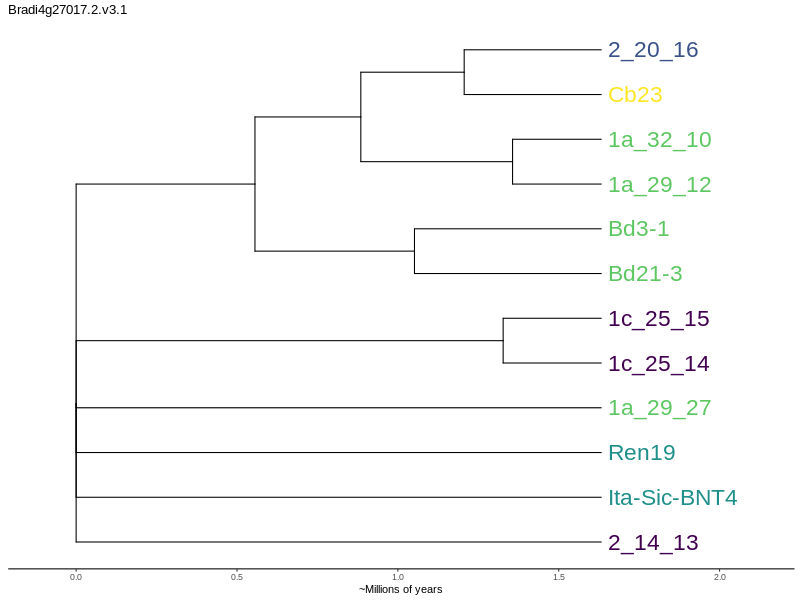 Bradi4g27017.2.v3.1
2_20_16
Cb23
1a_32_10
1a_29_12
Bd3-1
Bd21-3
1c_25_15
1c_25_14
1a_29_27
Ren19
Ita-Sic-BNT4
2_14_13
0.0 0.5 1.0 1.5 2.0
~Millions of years